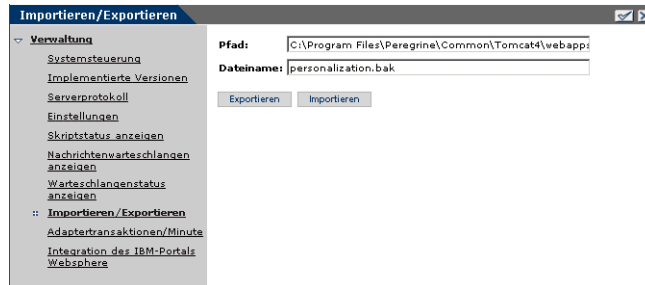 Importieren/Exportieren
Verwaltung
Systemsteuerung
Implementierte Versionen
Serverprotokoll
Einstellungen
Skriptstatus anzeigen
Nachrichtenwarteschlangen
anzeigen
Warteschlangenstatus
anzeigen
Importieren/Exportieren
Adaptertransaktionen/Minute
Integration des IBM-Portals
Websphere
Pfad: C:\Program Files\Peregrine\Common\Tomcat4\webapps
Dateiname: personalization.bak
Exportieren Importieren